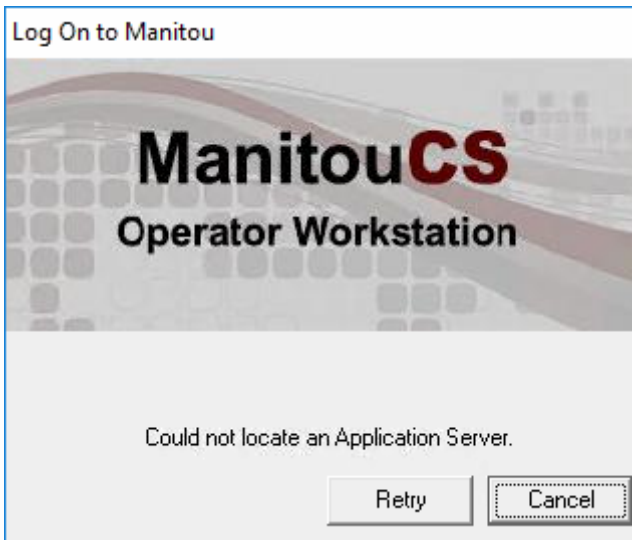 Log On to Manitou
ManitouCS
Operator Workstation
Could not locate an Application Server.
Retry
Cancel